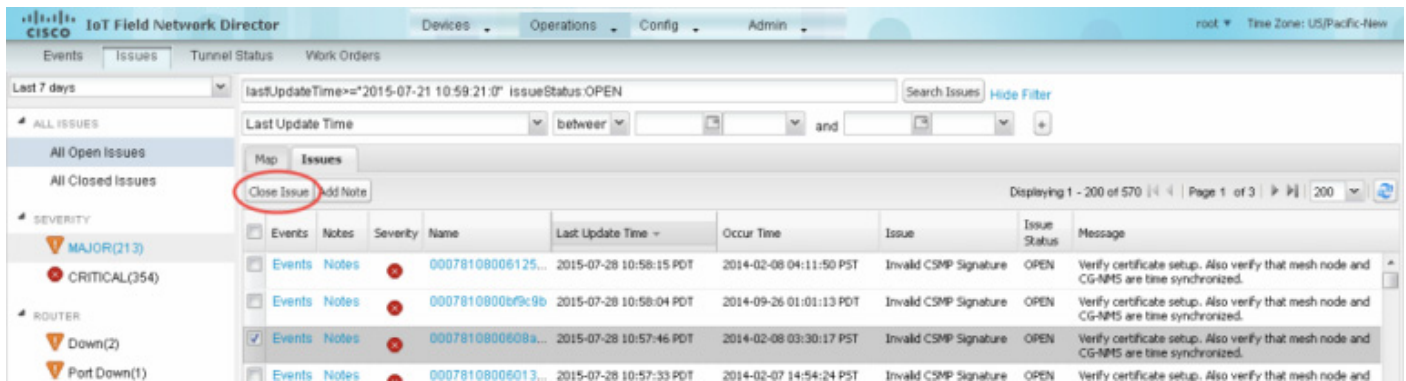 CISCO IoT Field Network Director
Devices Operations Config Admin
root Time Zone: US/Pacific-New
Events Issues Tunnel Status Work Orders
Last 7 days
lastUpdateTime>="2015-07-21 10:59:21:0" issueStatus:OPEN
Search Issues Hide Filter
Last Update Time
betweer
and
+
ALL ISSUES
All Open Issues
All Closed Issues
SEVERITY
MAJOR(213)
CRITICAL(354)
ROUTER
Down(2)
Port Down(1)
Map Issues
Close Issue Add Note
Displaying 1 - 200 of 570 Page 1 of 3 200
Events Notes Severity Name Last Update Time Occur Time Issue Issue Status Message
Events Notes 00078108006125... 2015-07-28 10:58:15 PDT 2014-02-08 04:11:50 PST Invalid CSMP Signature OPEN Verify certificate setup. Also verify that mesh node and
CG-NMS are time synchronized.
Events Notes 0007810800bf9c9b 2015-07-28 10:58:04 PDT 2014-09-26 01:01:13 PDT Invalid CSMP Signature OPEN Verify certificate setup. Also verify that mesh node and
CG-NMS are time synchronized.
Events Notes 0007810800608a... 2015-07-28 10:57:46 PDT 2014-02-08 03:30:17 PST Invalid CSMP Signature OPEN Verify certificate setup. Also verify that mesh node and
CG-NMS are time synchronized.
Events Notes 00078108006013... 2015-07-28 10:57:33 PDT 2014-02-07 14:54:24 PST Invalid CSMP Signature OPEN Verify certificate setup. Also verify that mesh node and